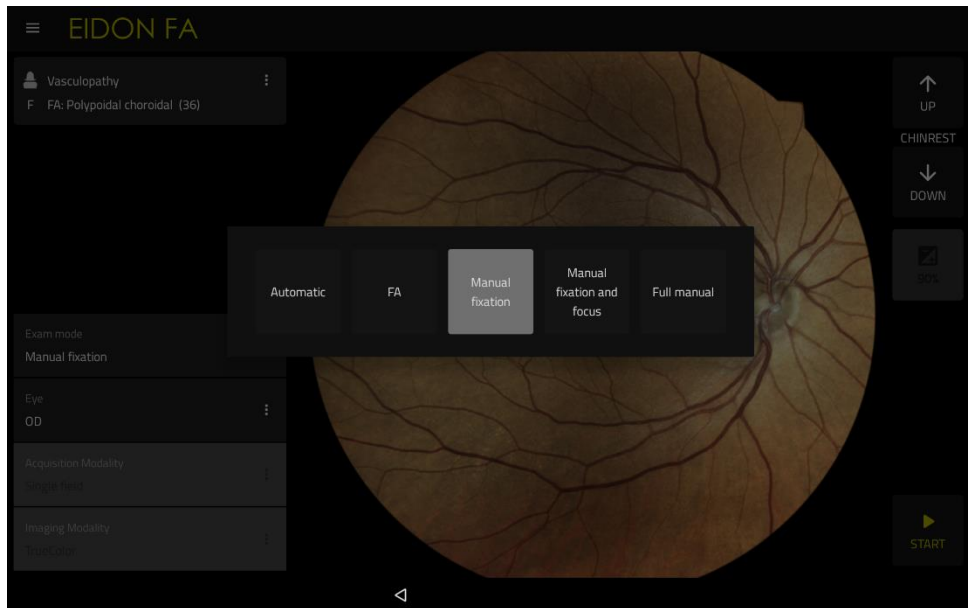 EIDON FA
Vasculopathy
F FA: Polypoidal choroidal (36)
UP
CHINREST
DOWN
90%
Automatic
FA
Manual
fixation
Manual
fixation and
focus
Full manual
Exam mode
Manual fixation
Eye
OD
Acquisition Modality
Single field
Imaging Modality
TrueColor
START